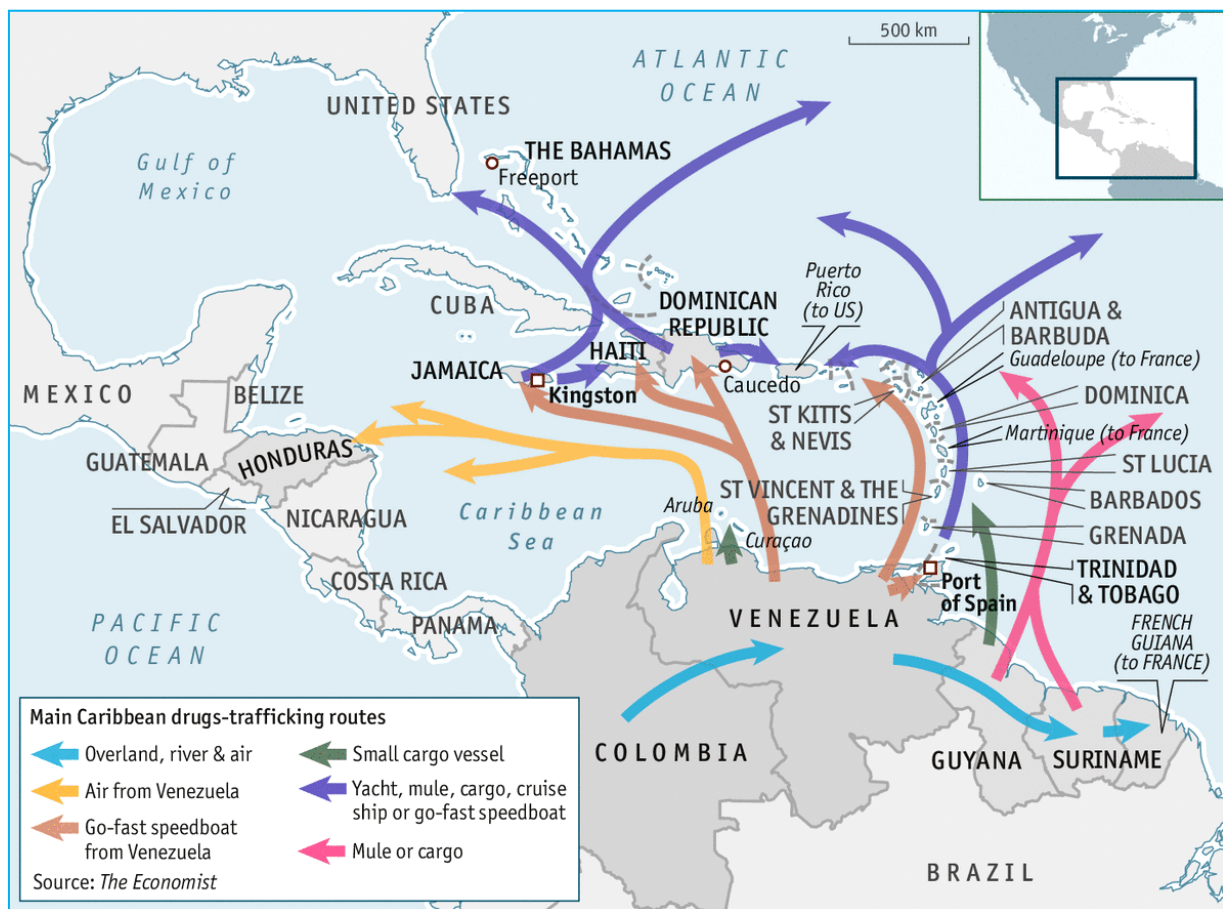 500 km
ATLANTIC
OCEAN
UNITED STATES
Gulf of
Mexico
THE BAHAMAS
Freeport
CUBA
Puerto
Rico
(to US)
DOMINICAN
REPUBLIC
ANTIGUA &
BARBUDA
HAITI
Guadeloupe (to France)
JAMAICA
Kingston
Caucedo
MEXICO
BELIZE
DOMINICA
ST KITTS
& NEVIS
Martinique (to France)
GUATEMALA
HONDURAS
ST LUCIA
EL SALVADOR
NICARAGUA
Caribbean
Sea
Aruba
Curaçao
ST VINCENT & THE
GRENADINES
BARBADOS
GRENADA
COSTA RICA
PANAMA
PACIFIC
OCEAN
VENEZUELA
Port
of Spain
TRINIDAD
& TOBAGO
FRENCH
GUIANA
(to FRANCE)
COLOMBIA
GUYANA
SURINAME
BRAZIL
Main Caribbean drugs-trafficking routes
Overland, river & air
Air from Venezuela
Go-fast speedboat
from Venezuela
Small cargo vessel
Yacht, mule, cargo, cruise
ship or go-fast speedboat
Mule or cargo
Source: The Economist